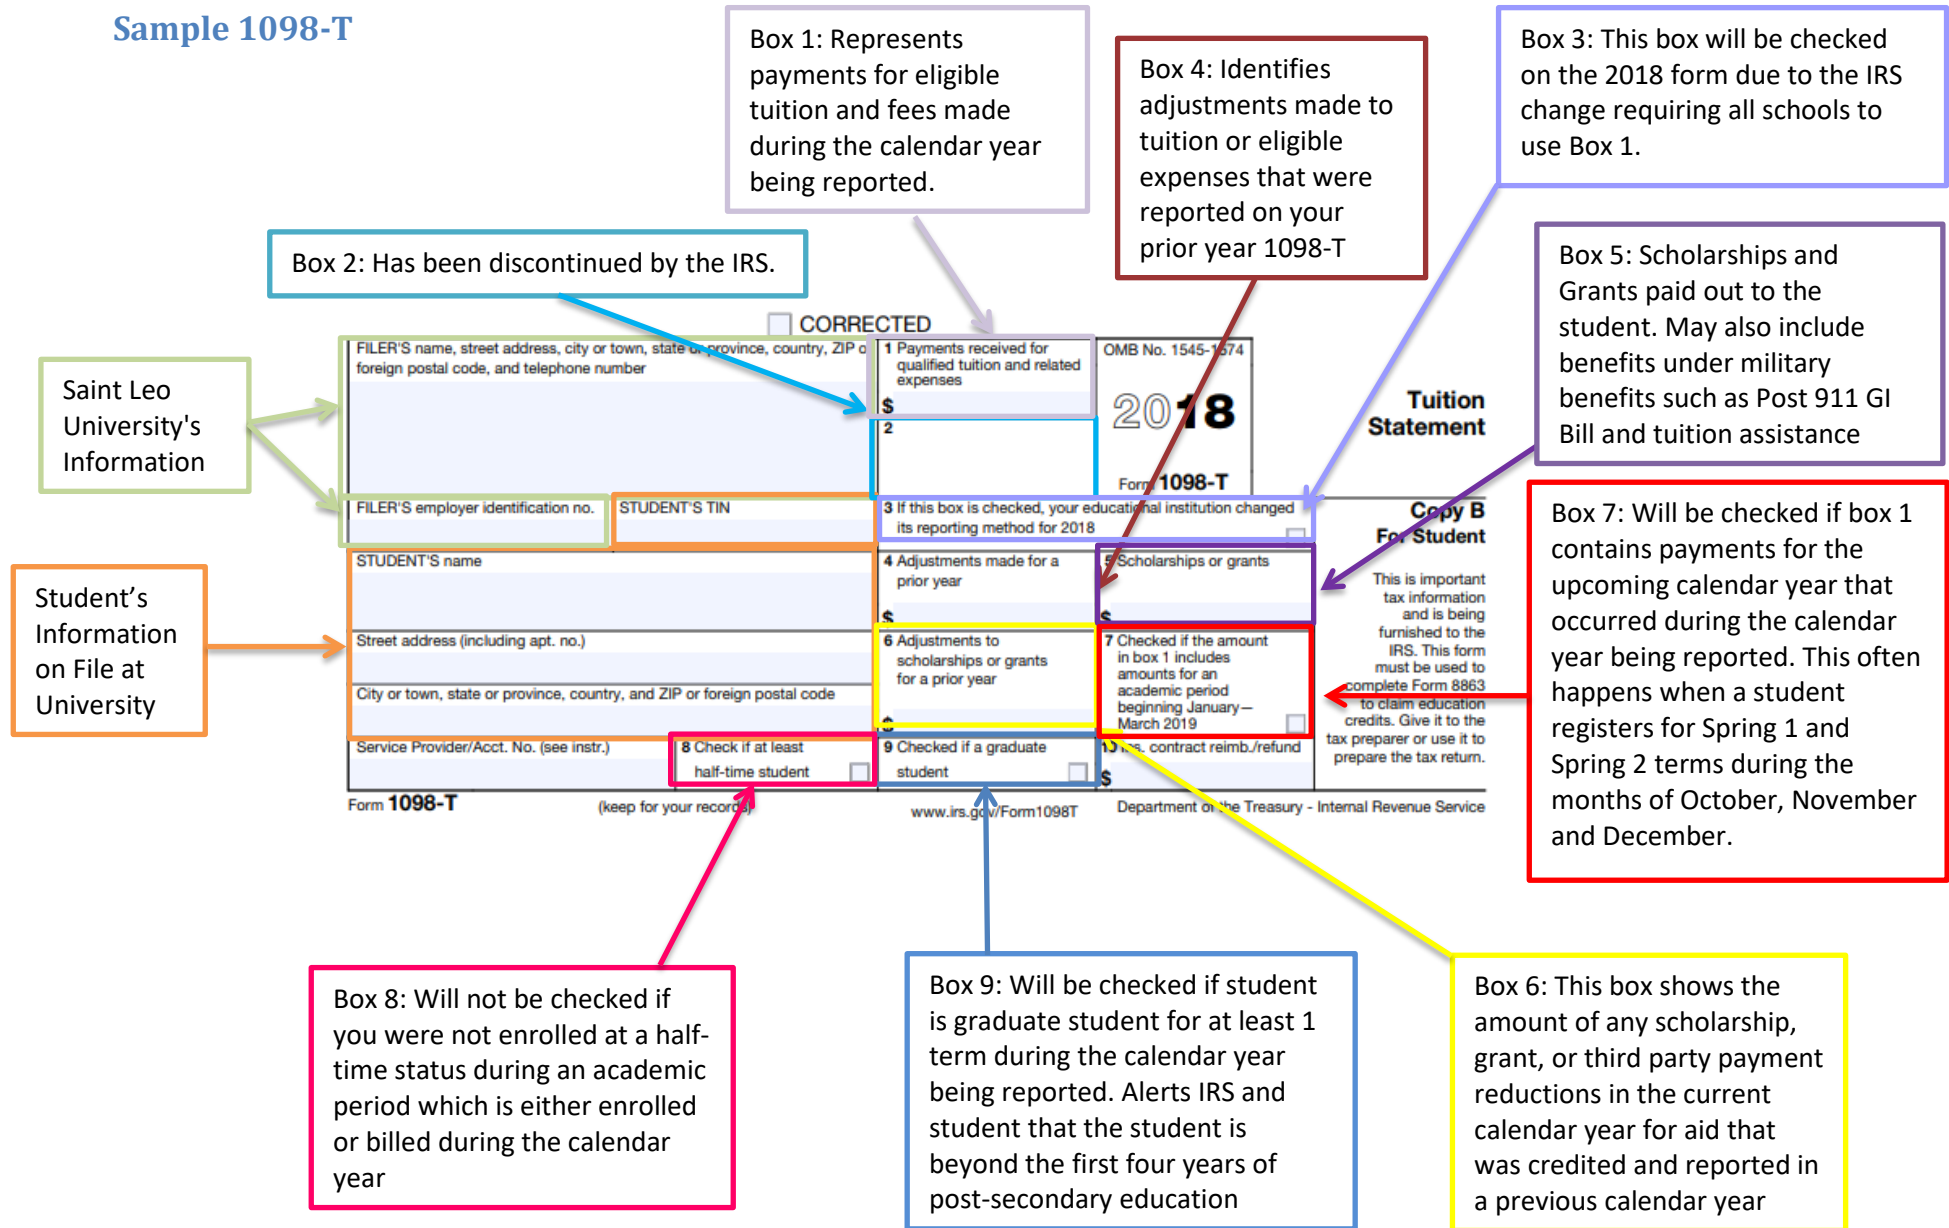 Sample 1098-T
Box 1: Represents
payments for eligible
tuition and fees made
during the calendar year
being reported.
Box 4: Identifies
adjustments made to
tuition or eligible
expenses that were
reported on your
prior year 1098-T
Box 3: This box will be checked
on the 2018 form due to the IRS
change requiring all schools to
use Box 1.
Box 2: Has been discontinued by the IRS.
Box 5: Scholarships and
Grants paid out to the
student. May also include
benefits under military
benefits such as Post 911 GI
Bill and tuition assistance
Saint Leo
University's
Information
CORRECTED
FILER'S name, street address, city or town, state or province, country, ZIP o
foreign postal code, and telephone number
1 Payments received for
qualified tuition and related
expenses
$
2
OMB No. 1545-1574
2018
Form 1098-T
Tuition
Statement
FILER'S employer identification no.
STUDENT'S TIN
3 If this box is checked, your educational institution changed
its reporting method for 2018
Copy B
For Student
STUDENT'S name
4 Adjustments made for a
prior year
$
5 Scholarships or grants
$
This is important
tax information
and is being
furnished to the
IRS. This form
must be used to
complete Form 8863
to claim education
credits. Give it to the
tax preparer or use it to
prepare the tax return.
Street address (including apt. no.)
6 Adjustments to
scholarships or grants
for a prior year
$
7 Checked if the amount
in box 1 includes
amounts for an
academic period
beginning January—
March 2019
City or town, state or province, country, and ZIP or foreign postal code
Service Provider/Acct. No. (see instr.)
8 Check if at least
half-time student
9 Checked if a graduate
student
10 Ins. contract reimb./refund
$
Form 1098-T
(keep for your records)
www.irs.gov/Form1098T
Department of the Treasury - Internal Revenue Service
Student’s
Information
on File at
University
Box 7: Will be checked if box 1
contains payments for the
upcoming calendar year that
occurred during the calendar
year being reported. This often
happens when a student
registers for Spring 1 and
Spring 2 terms during the
months of October, November
and December.
Box 8: Will not be checked if
you were not enrolled at a half-
time status during an academic
period which is either enrolled
or billed during the calendar
year
Box 9: Will be checked if student
is graduate student for at least 1
term during the calendar year
being reported. Alerts IRS and
student that the student is
beyond the first four years of
post-secondary education
Box 6: This box shows the
amount of any scholarship,
grant, or third party payment
reductions in the current
calendar year for aid that
was credited and reported in
a previous calendar year